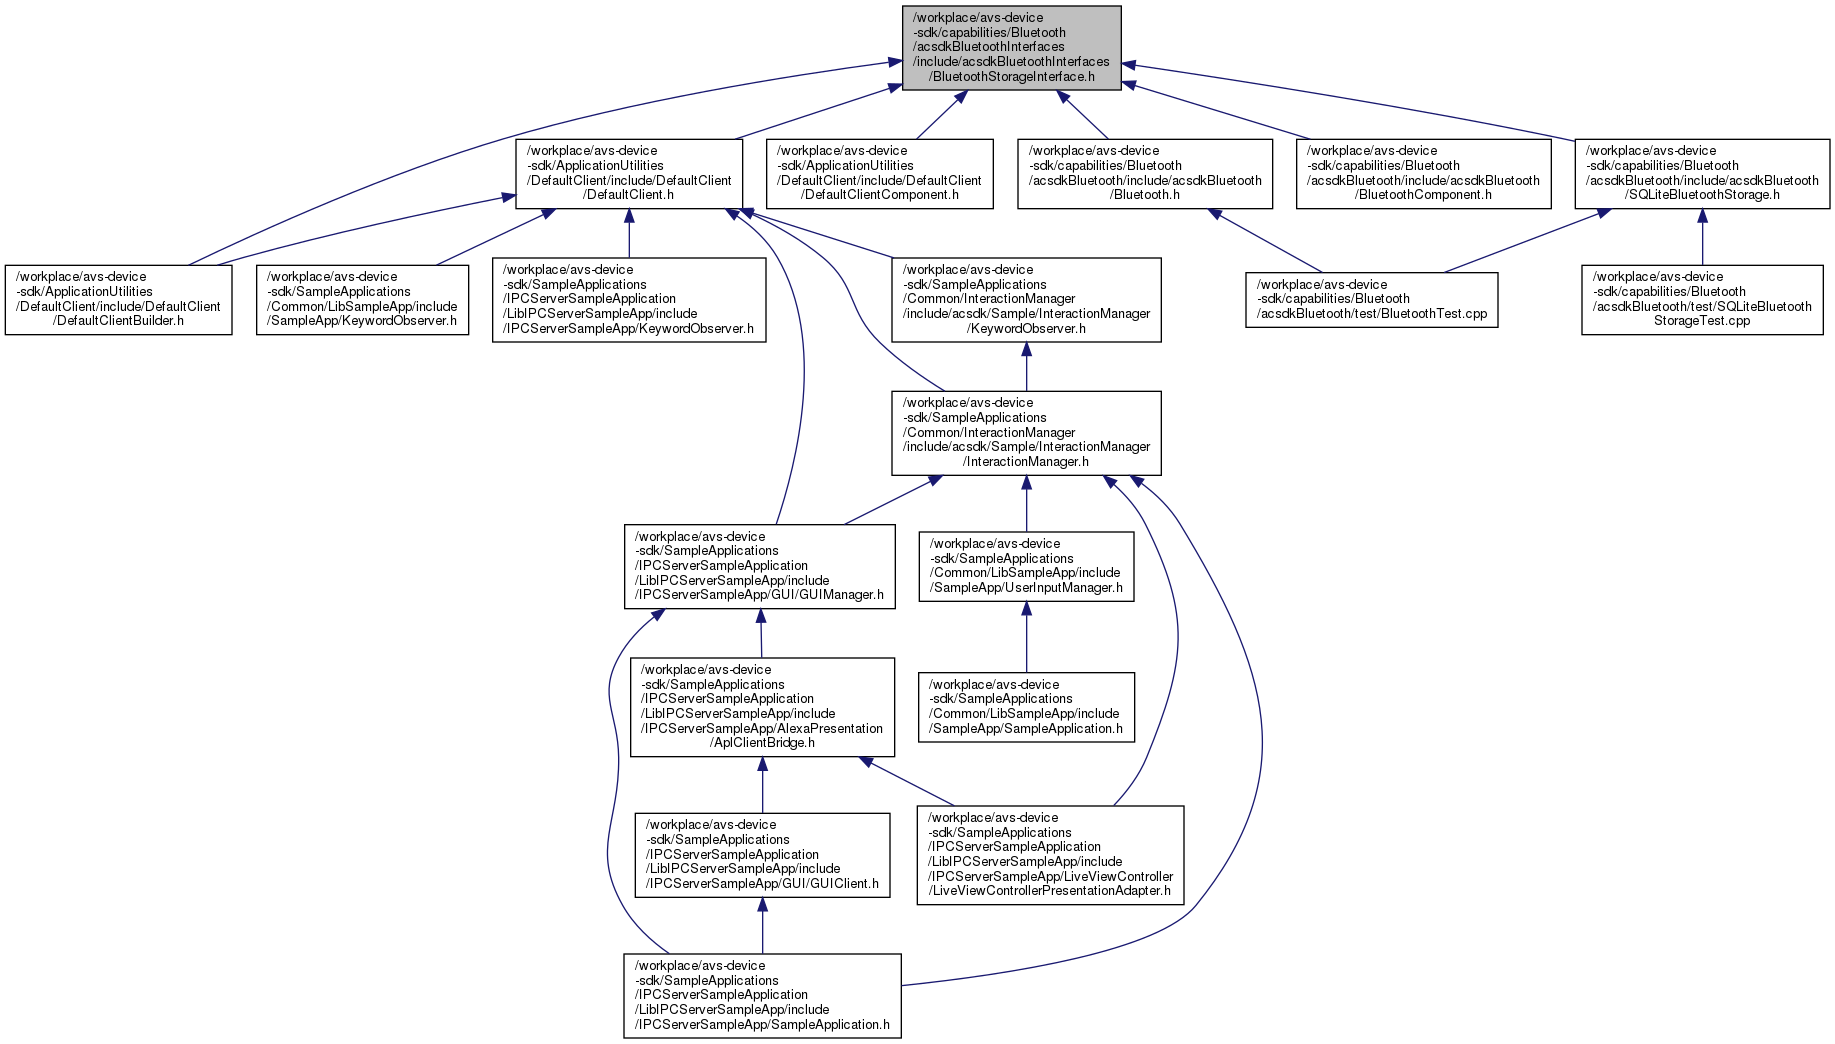 /workplace/avs-device
-sdk/capabilities/Bluetooth
/acsdkBluetoothInterfaces
/include/acsdkBluetoothInterfaces
/BluetoothStorageInterface.h
/workplace/avs-device
-sdk/ApplicationUtilities
/DefaultClient/include/DefaultClient
/DefaultClient.h
/workplace/avs-device
-sdk/ApplicationUtilities
/DefaultClient/include/DefaultClient
/DefaultClientComponent.h
/workplace/avs-device
-sdk/capabilities/Bluetooth
/acsdkBluetooth/include/acsdkBluetooth
/Bluetooth.h
/workplace/avs-device
-sdk/capabilities/Bluetooth
/acsdkBluetooth/include/acsdkBluetooth
/BluetoothComponent.h
/workplace/avs-device
-sdk/capabilities/Bluetooth
/acsdkBluetooth/include/acsdkBluetooth
/SQLiteBluetoothStorage.h
/workplace/avs-device
-sdk/ApplicationUtilities
/DefaultClient/include/DefaultClient
/DefaultClientBuilder.h
/workplace/avs-device
-sdk/SampleApplications
/Common/LibSampleApp/include
/SampleApp/KeywordObserver.h
/workplace/avs-device
-sdk/SampleApplications
/IPCServerSampleApplication
/LibIPCServerSampleApp/include
/IPCServerSampleApp/KeywordObserver.h
/workplace/avs-device
-sdk/SampleApplications
/Common/InteractionManager
/include/acsdk/Sample/InteractionManager
/KeywordObserver.h
/workplace/avs-device
-sdk/capabilities/Bluetooth
/acsdkBluetooth/test/BluetoothTest.cpp
/workplace/avs-device
-sdk/capabilities/Bluetooth
/acsdkBluetooth/test/SQLiteBluetooth
StorageTest.cpp
/workplace/avs-device
-sdk/SampleApplications
/Common/InteractionManager
/include/acsdk/Sample/InteractionManager
/InteractionManager.h
/workplace/avs-device
-sdk/SampleApplications
/IPCServerSampleApplication
/LibIPCServerSampleApp/include
/IPCServerSampleApp/GUI/GUIManager.h
/workplace/avs-device
-sdk/SampleApplications
/Common/LibSampleApp/include
/SampleApp/UserInputManager.h
/workplace/avs-device
-sdk/SampleApplications
/IPCServerSampleApplication
/LibIPCServerSampleApp/include
/IPCServerSampleApp/AlexaPresentation
/AplClientBridge.h
/workplace/avs-device
-sdk/SampleApplications
/Common/LibSampleApp/include
/SampleApp/SampleApplication.h
/workplace/avs-device
-sdk/SampleApplications
/IPCServerSampleApplication
/LibIPCServerSampleApp/include
/IPCServerSampleApp/GUI/GUIClient.h
/workplace/avs-device
-sdk/SampleApplications
/IPCServerSampleApplication
/LibIPCServerSampleApp/include
/IPCServerSampleApp/LiveViewController
/LiveViewControllerPresentationAdapter.h
/workplace/avs-device
-sdk/SampleApplications
/IPCServerSampleApplication
/LibIPCServerSampleApp/include
/IPCServerSampleApp/SampleApplication.h